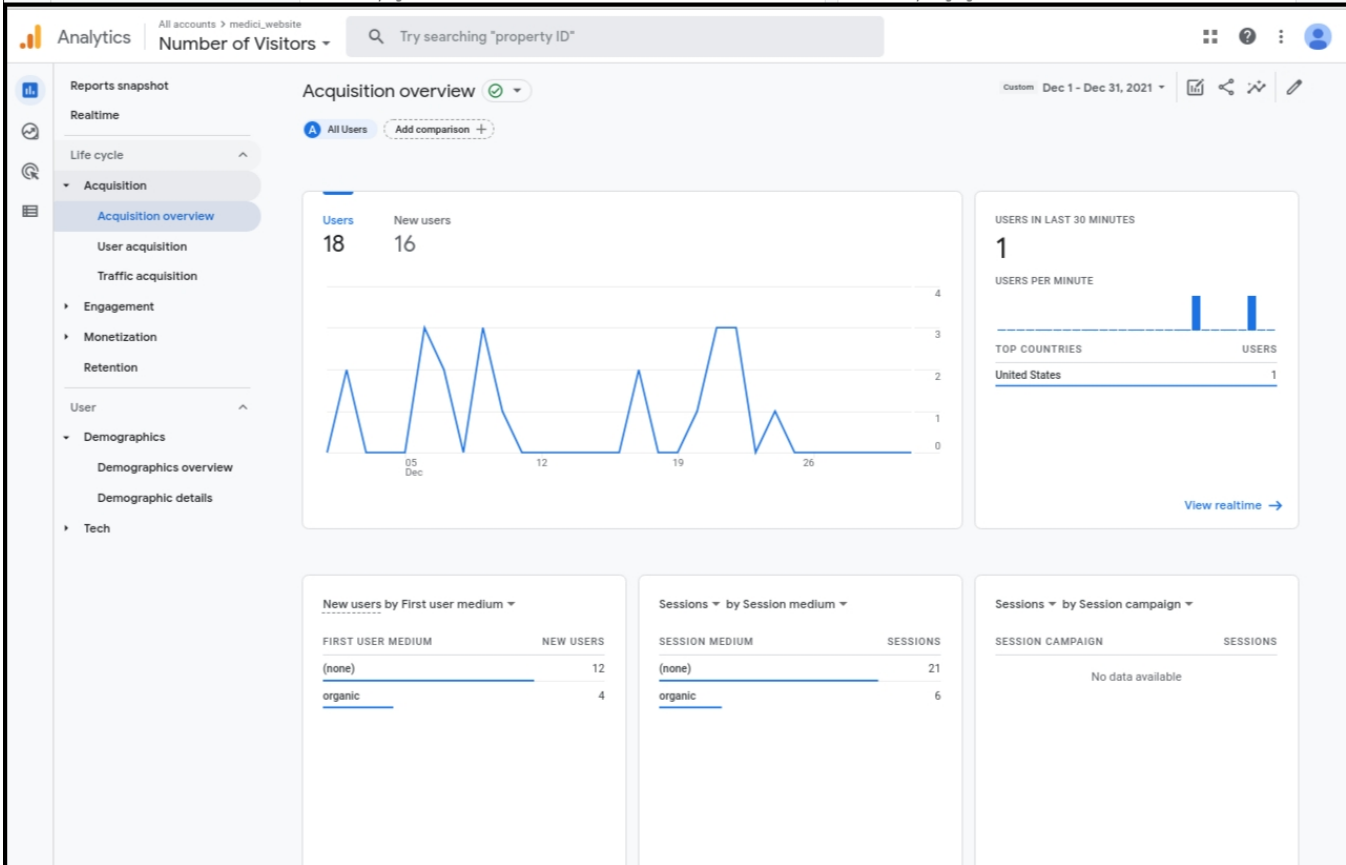 Analytics
All accounts > medici_website
Number of Visitors
Try searching "property ID"
Reports snapshot
Realtime
Life cycle
Acquisition
Acquisition overview
User acquisition
Traffic acquisition
Engagement
Monetization
Retention
User
Demographics
Demographics overview
Demographic details
Tech
Acquisition overview
Custom Dec 1 - Dec 31, 2021
A All Users
Add comparison +
Users
18
New users
16
4
3
2
1
0
05
Dec
12
19
26
USERS IN LAST 30 MINUTES
1
USERS PER MINUTE
TOP COUNTRIES USERS
United States 1
View realtime →
New users by First user medium
FIRST USER MEDIUM NEW USERS
(none) 12
organic 4
Sessions by Session medium
SESSION MEDIUM SESSIONS
(none) 21
organic 6
Sessions by Session campaign
SESSION CAMPAIGN SESSIONS
No data available